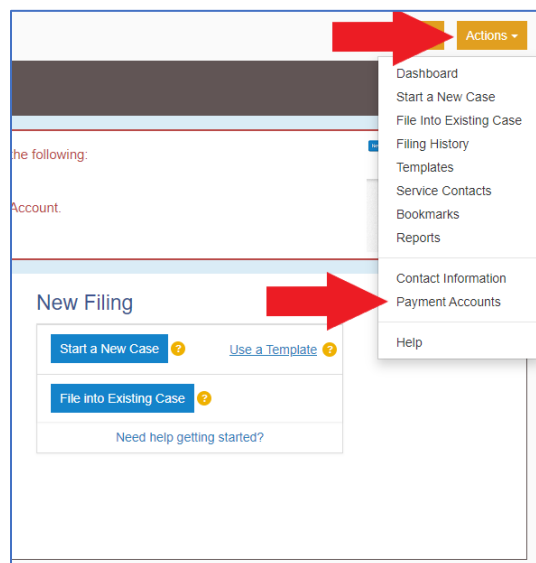 Actions
Dashboard
Start a New Case
File Into Existing Case
Filing History
Templates
Service Contacts
Bookmarks
Reports
Contact Information
Payment Accounts
Help
the following:
Account.
New Filing
Start a New Case ? Use a Template ?
File into Existing Case ?
Need help getting started?